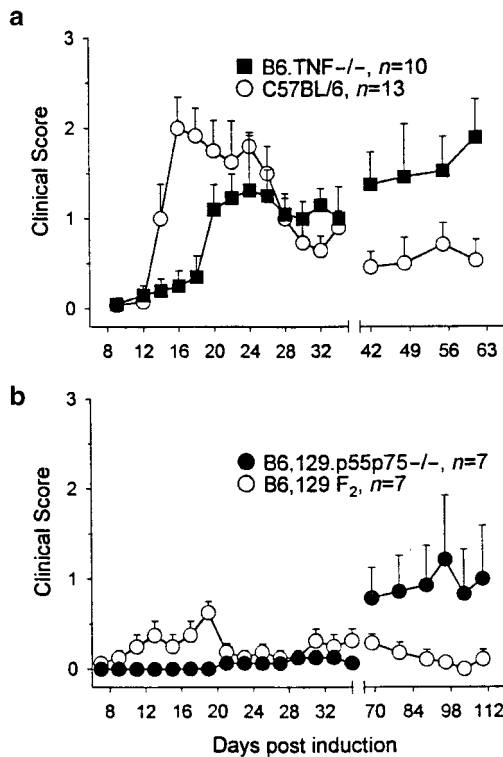 a
3
B6.TNF−/−, n=10
C57BL/6, n=13
2
Clinical Score
1
0
8 12 16 20 24 28 32 42 49 56 63
b
3
B6,129.p55p75−/−, n=7
B6,129 F₂, n=7
2
Clinical Score
1
0
8 12 16 20 24 28 34 70 84 98 112
Days post induction